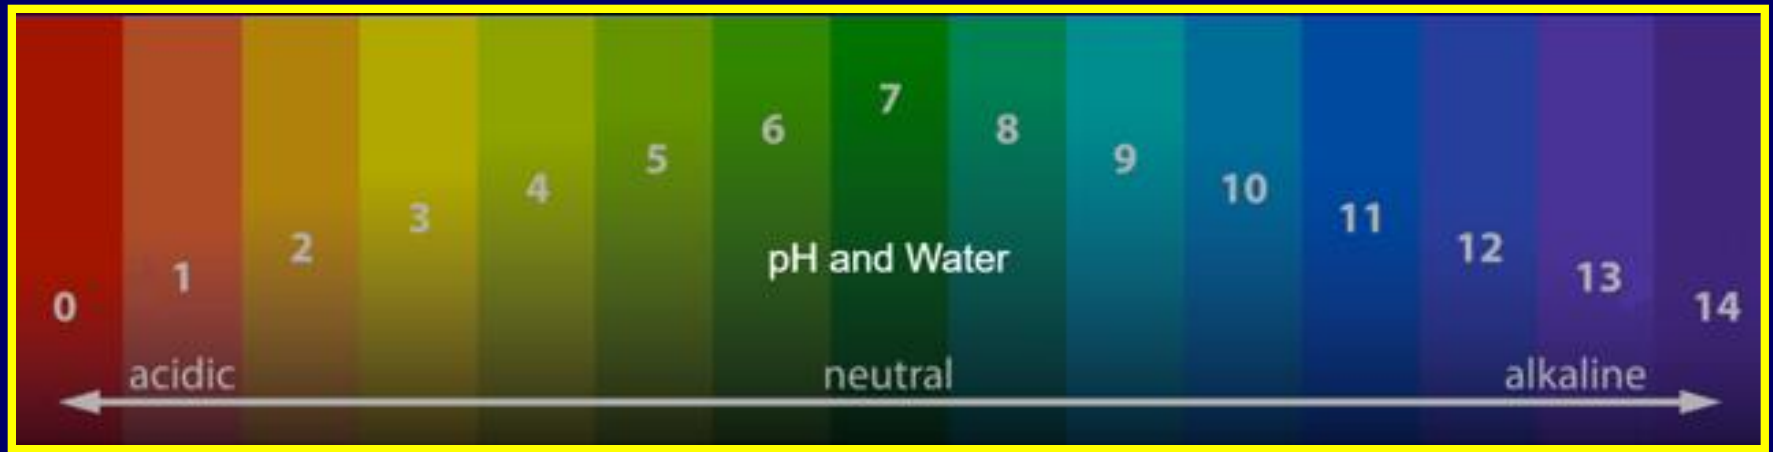 0 1 2 3 4 5 6 7 8 9 10 11 12 13 14
pH and Water
acidic neutral alkaline